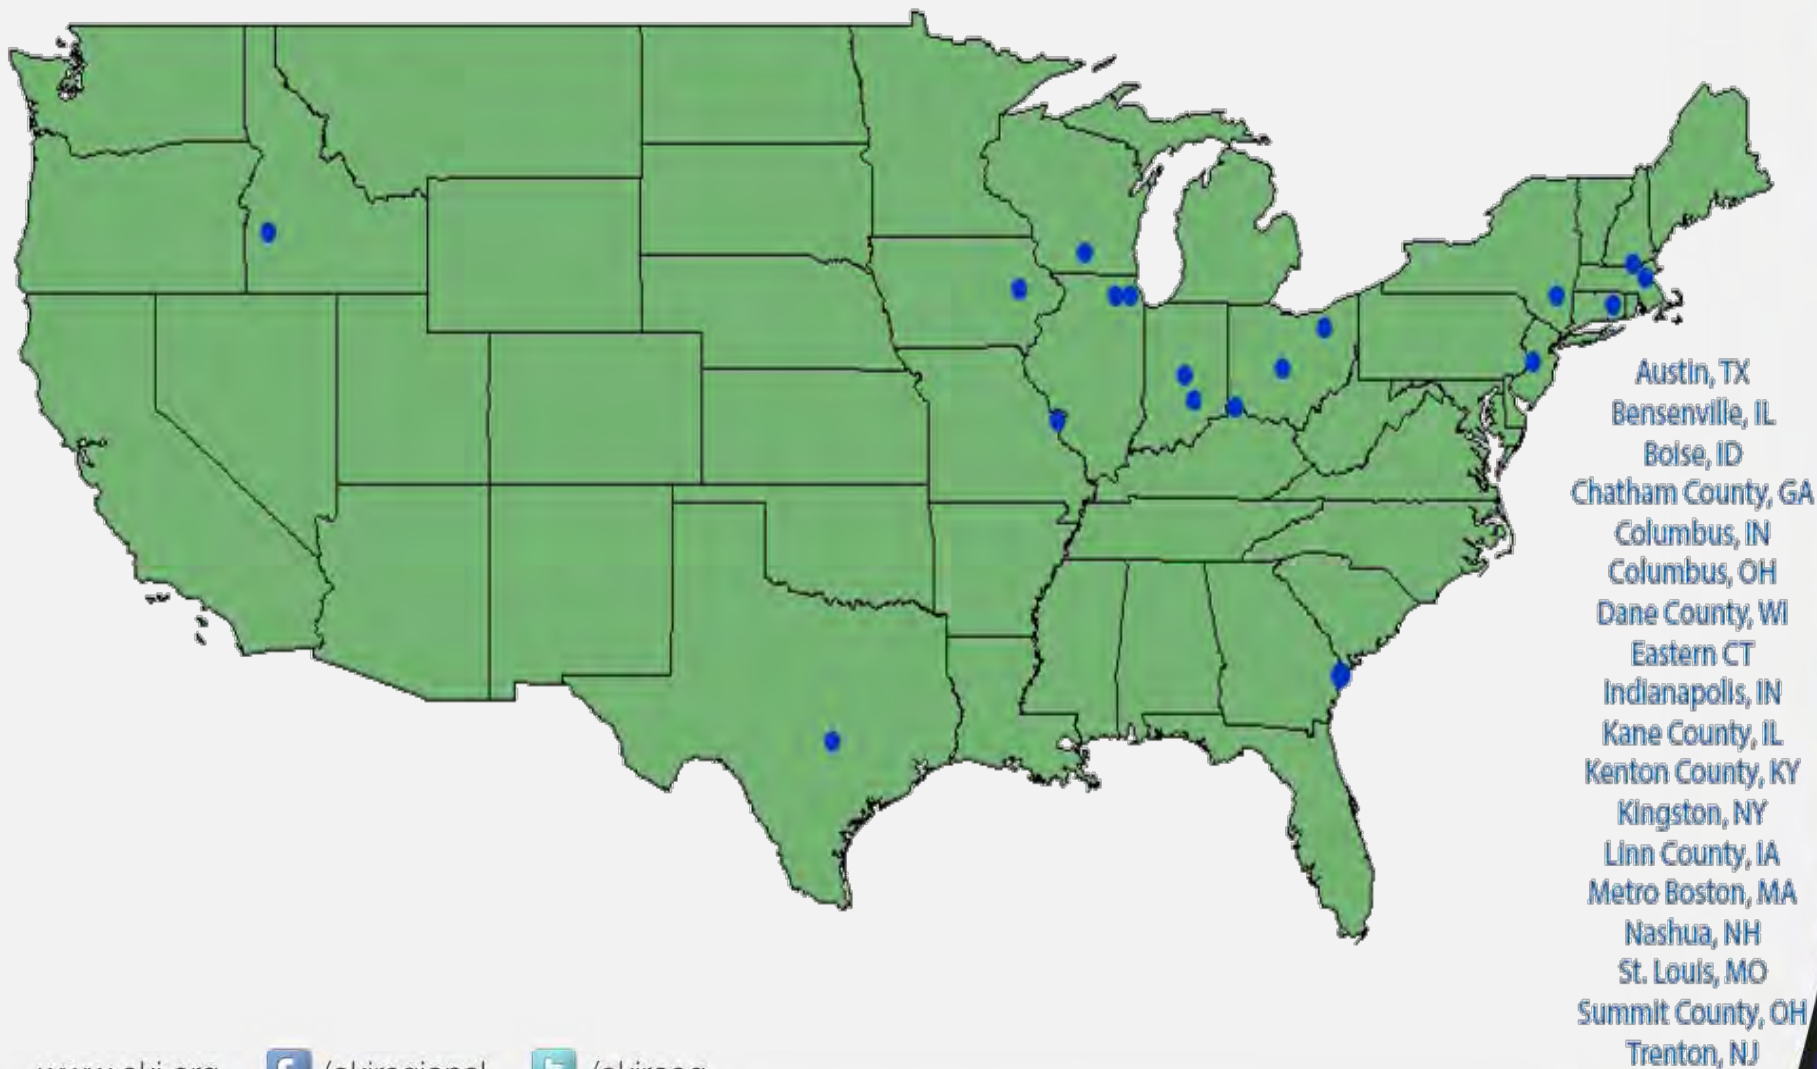 Austin, TX
Bensenville, IL
Boise, ID
Chatham County, GA
Columbus, IN
Columbus, OH
Dane County, WI
Eastern CT
Indianapolis, IN
Kane County, IL
Kenton County, KY
Kingston, NY
Linn County, IA
Metro Boston, MA
Nashua, NH
St. Louis, MO
Summit County, OH
Trenton, NJ